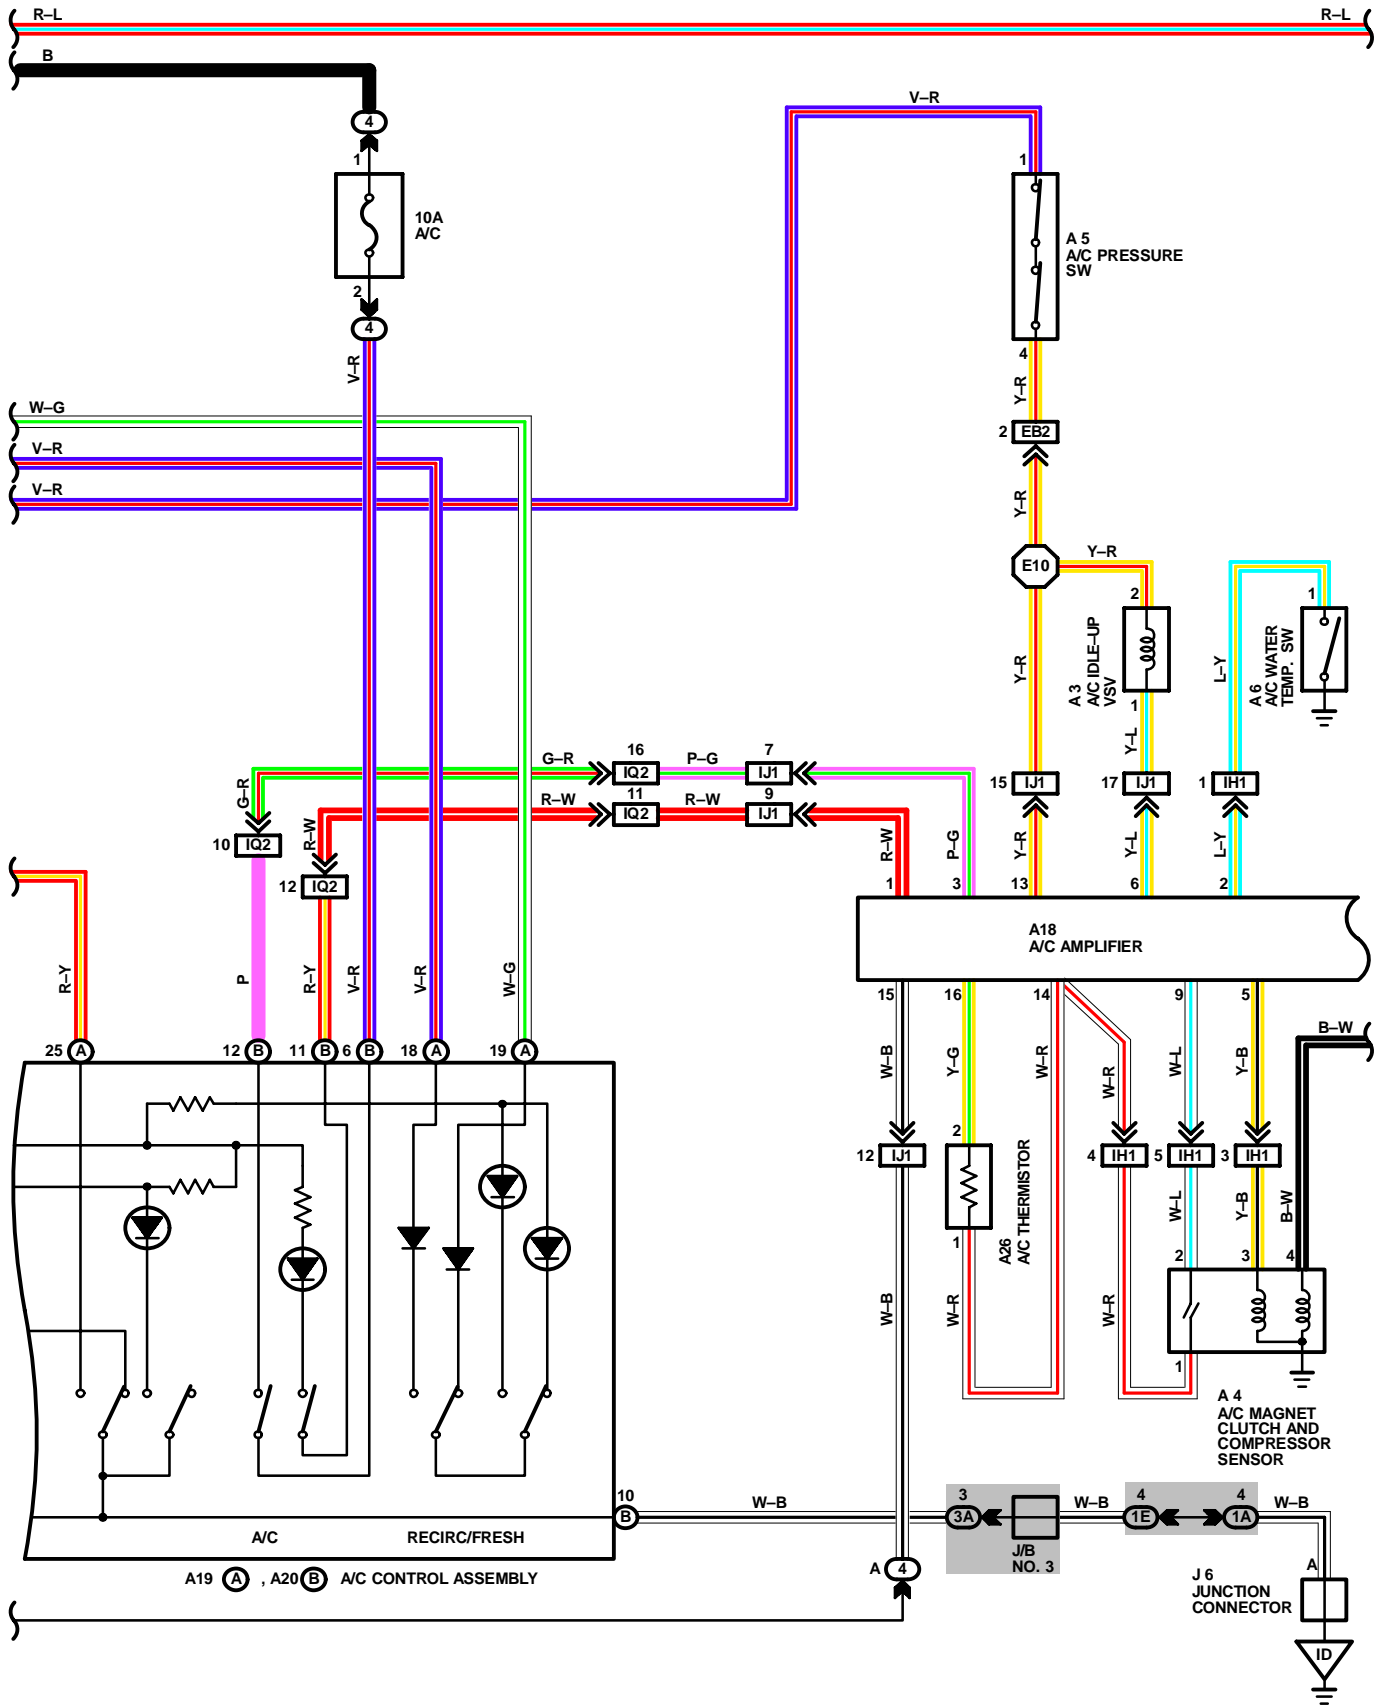 R–L
R–L
B
V–R
4
1
1
10A
A/C
A 5
A/C PRESSURE
SW
2
4
4
V–R
Y–R
W–G
2
EB2
V–R
V–R
Y–R
E10
Y–R
2
1
A 3
A/C IDLE–UP
VSV
L–Y
A 6
A/C WATER
TEMP. SW
Y–R
1
Y–L
G–R
16
IQ2
P–G
7
IJ1
15
IJ1
17
IJ1
1
IH1
G–R
R–W
11
IQ2
R–W
9
IJ1
10
IQ2
R–W
R–W
P–G
Y–R
Y–L
L–Y
12
IQ2
1
3
13
6
2
A18
A/C AMPLIFIER
R–Y
P
R–Y
V–R
V–R
W–G
15
16
14
9
5
B–W
25
A
12
B
11
B
6
B
18
A
19
A
W–B
Y–G
W–R
W–R
W–L
Y–B
12
IJ1
2
4
IH1
5
IH1
3
IH1
A26
A/C THERMISTOR
1
W–L
Y–B
B–W
2
3
4
W–B
W–R
W–R
1
A 4
A/C MAGNET
CLUTCH AND
COMPRESSOR
SENSOR
10
B
W–B
3
3A
J/B
NO. 3
W–B
4
1E
4
1A
W–B
A/C
RECIRC/FRESH
A19 A , A20 B A/C CONTROL ASSEMBLY
A
4
A
J 6
JUNCTION
CONNECTOR
ID